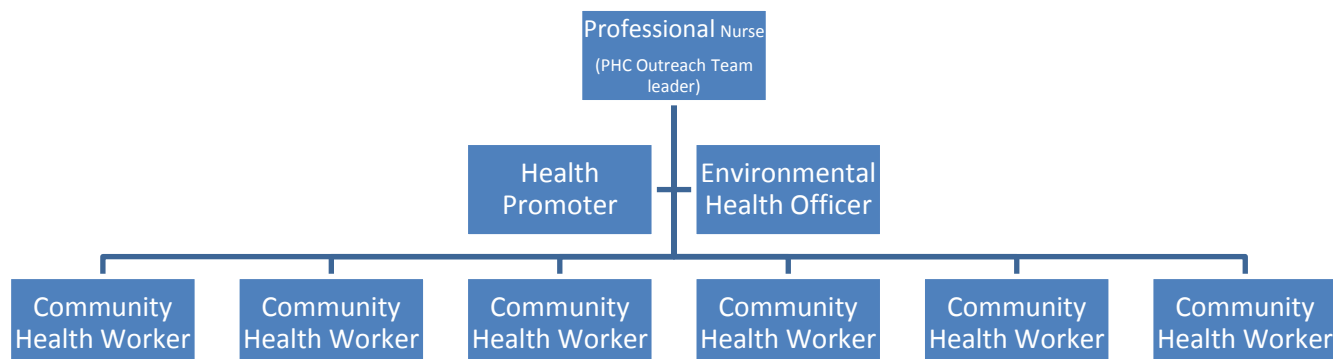 Professional Nurse
(PHC Outreach Team
leader)
Health
Promoter
Environmental
Health Officer
Community
Health Worker
Community
Health Worker
Community
Health Worker
Community
Health Worker
Community
Health Worker
Community
Health Worker